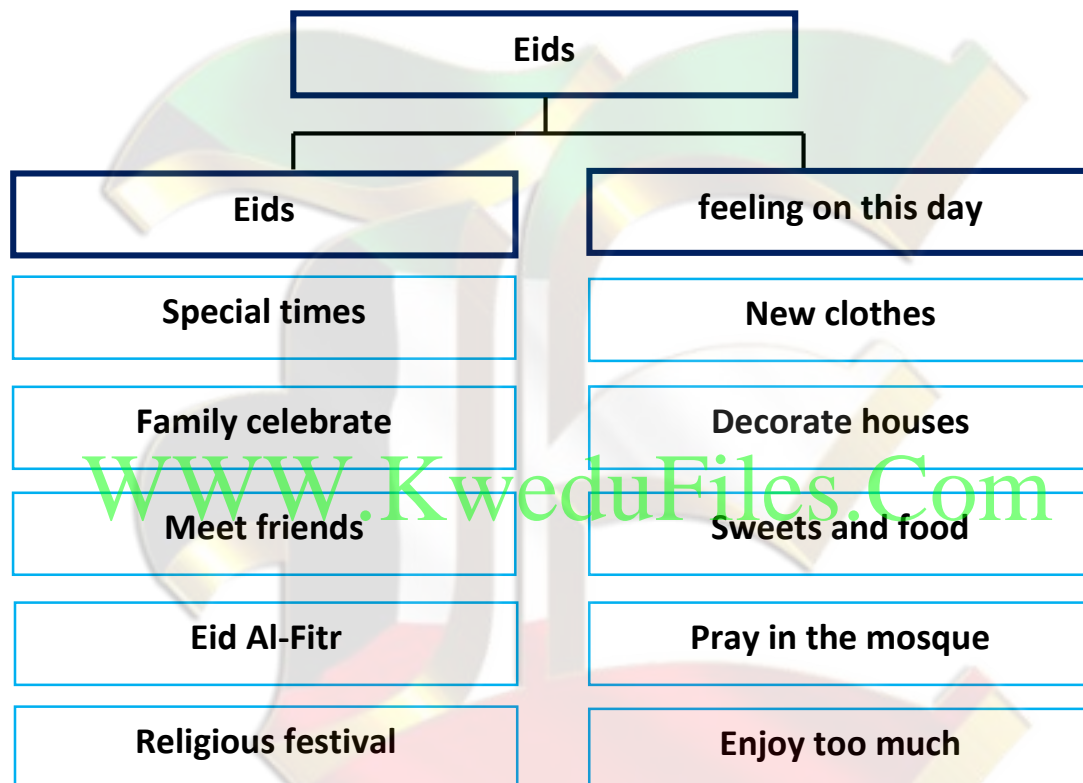 Eids
Eids
feeling on this day
Special times
New clothes
Family celebrate
Decorate houses
WWW.KweduFiles.Com
Meet friends
Sweets and food
Eid Al-Fitr
Pray in the mosque
Religious festival
Enjoy too much